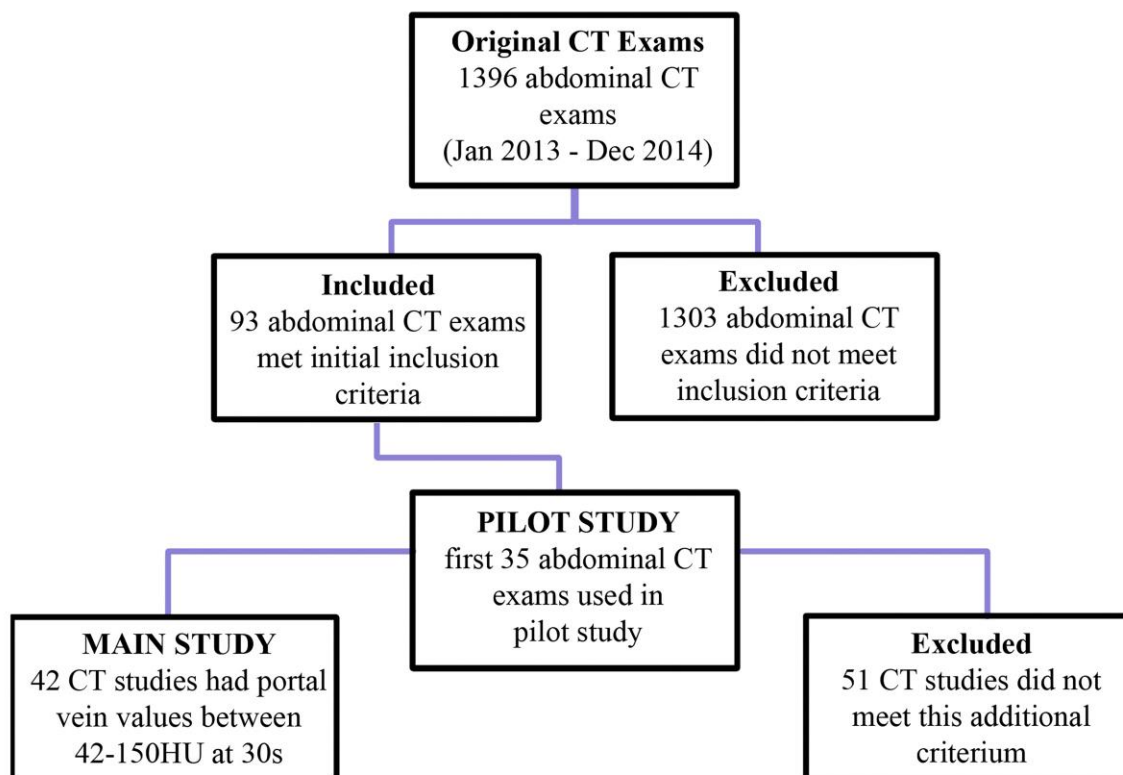 Original CT Exams
1396 abdominal CT
exams
(Jan 2013 - Dec 2014)
Included
93 abdominal CT exams
met initial inclusion
criteria
Excluded
1303 abdominal CT
exams did not meet
inclusion criteria
PILOT STUDY
first 35 abdominal CT
exams used in
pilot study
MAIN STUDY
42 CT studies had portal
vein values between
42-150HU at 30s
Excluded
51 CT studies did not
meet this additional
criterium